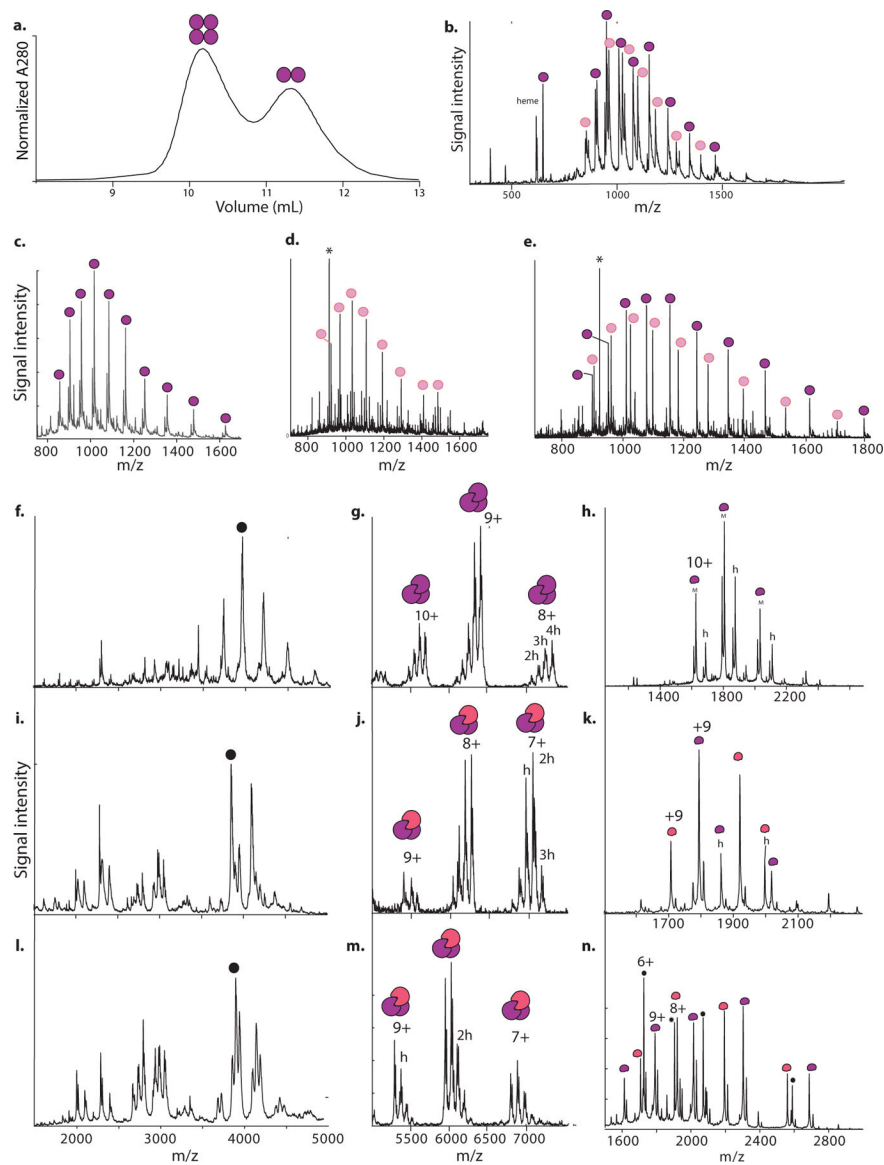 a.
Normalized A280
9
10
11
12
13
Volume (mL)
b.
Signal intensity
heme
500
1000
1500
m/z
c.
Signal intensity
800
1000
1200
1400
1600
m/z
d.
*
800
1000
1200
1400
1600
m/z
e.
*
800
1000
1200
1400
1600
1800
m/z
f.
g.
9+
10+
8+
2h
3h
4h
h.
10+
M
M
M
h
h
h
1400
1800
2200
i.
Signal intensity
j.
8+
7+
h
2h
9+
3h
k.
+9
+9
h
h
1700
1900
2100
l.
2000
3000
4000
5000
m/z
m.
9+
h
2h
7+
5500
6000
6500
7000
m/z
n.
6+
9+
8+
1600
2000
2400
2800
m/z